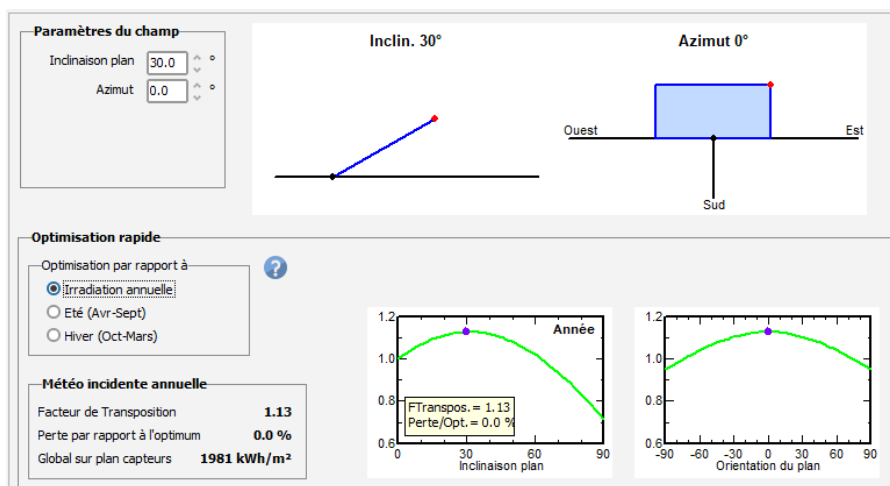 Paramètres du champ
Inclinaison plan 30.0 °
Azimut 0.0 °
Inclin. 30°
Azimut 0°
Ouest
Est
Sud
Optimisation rapide
Optimisation par rapport à
Irradiation annuelle
Eté (Avr-Sept)
Hiver (Oct-Mars)
?
Météo incidente annuelle
Facteur de Transposition 1.13
Perte par rapport à l'optimum 0.0 %
Global sur plan capteurs 1981 kWh/m²
1.2
1.0
0.8
0.6
Année
FTranspos.= 1.13
Perte/Opt.= 0.0 %
0 30 60 90
Inclinaison plan
1.2
1.0
0.8
0.6
-90 -60 -30 0 30 60 90
Orientation du plan